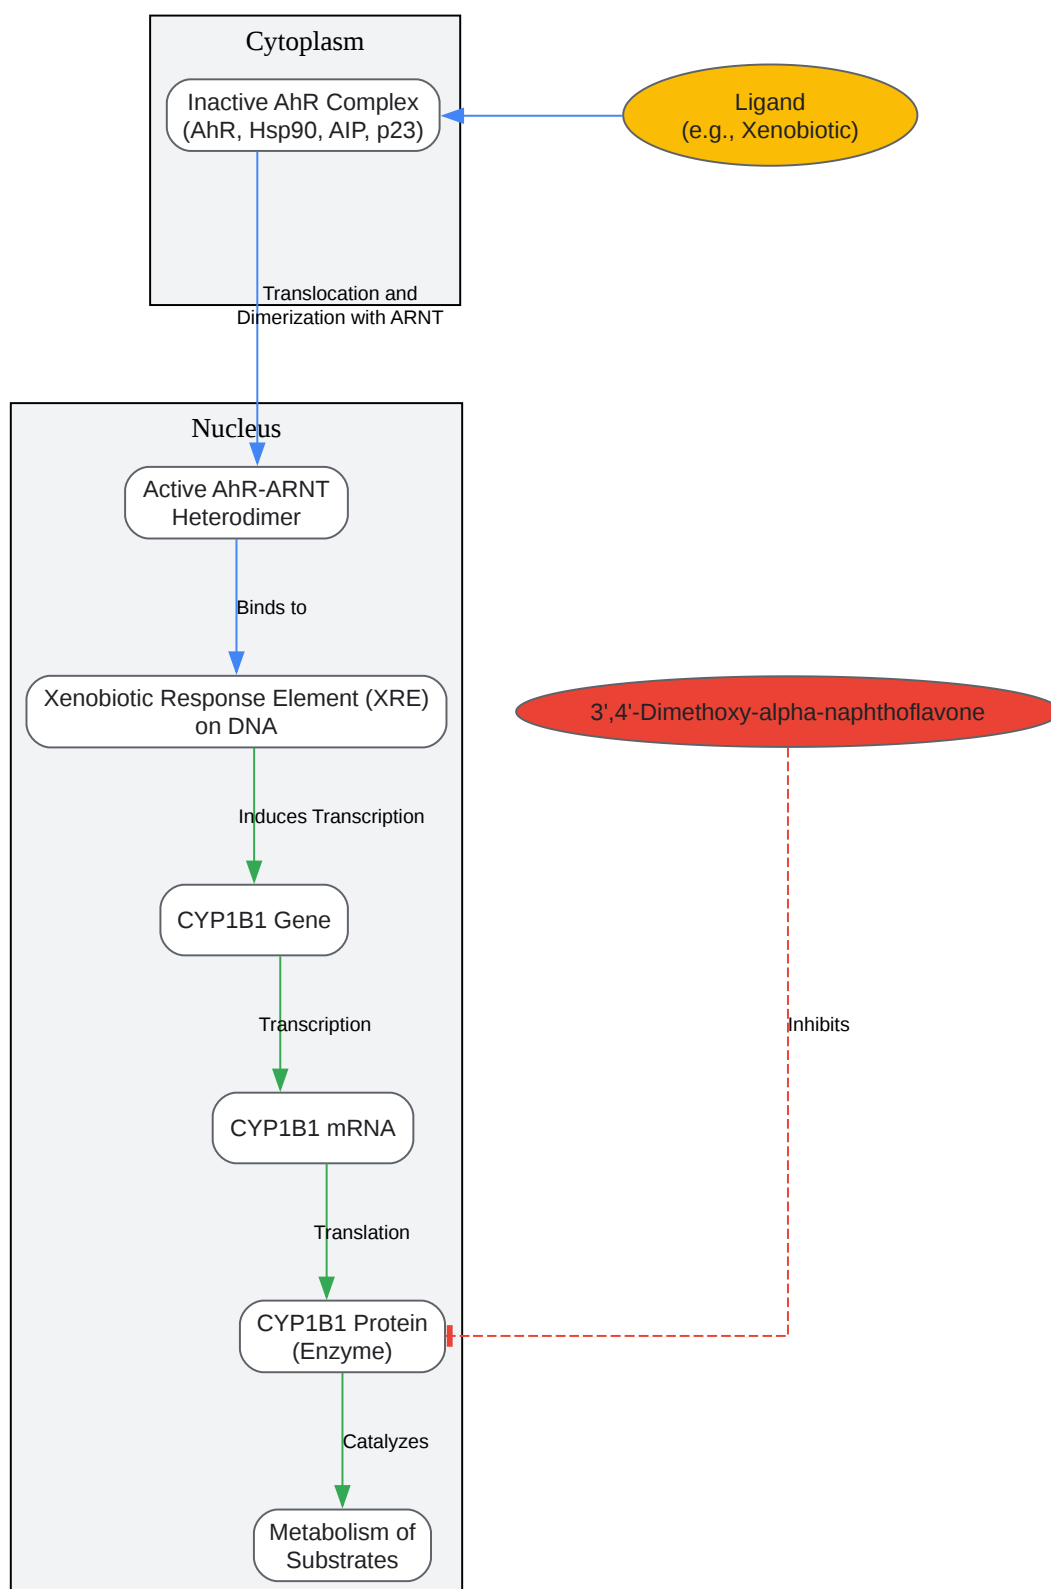 Cytoplasm
Inactive AhR Complex
(AhR, Hsp90, AIP, p23)
Ligand
(e.g., Xenobiotic)
Translocation and
Dimerization with ARNT
Nucleus
Active AhR-ARNT
Heterodimer
Binds to
Xenobiotic Response Element (XRE)
on DNA
3',4'-Dimethoxy-alpha-naphthoflavone
Induces Transcription
CYP1B1 Gene
Transcription
Inhibits
CYP1B1 mRNA
Translation
CYP1B1 Protein
(Enzyme)
Catalyzes
Metabolism of
Substrates